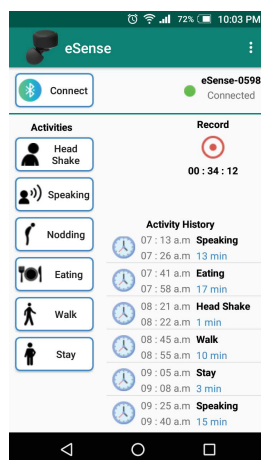 72% 10:03 PM
eSense
Connect
eSense-0598
Connected
Activities
Record
Head
Shake
00 : 34 : 12
Speaking
Nodding
Eating
Walk
Stay
Activity History
07 : 13 a.m Speaking
07 : 26 a.m 13 min
07 : 41 a.m Eating
07 : 58 a.m 17 min
08 : 21 a.m Head Shake
08 : 22 a.m 1 min
08 : 45 a.m Walk
08 : 55 a.m 10 min
09 : 05 a.m Stay
09 : 08 a.m 3 min
09 : 25 a.m Speaking
09 : 40 a.m 15 min